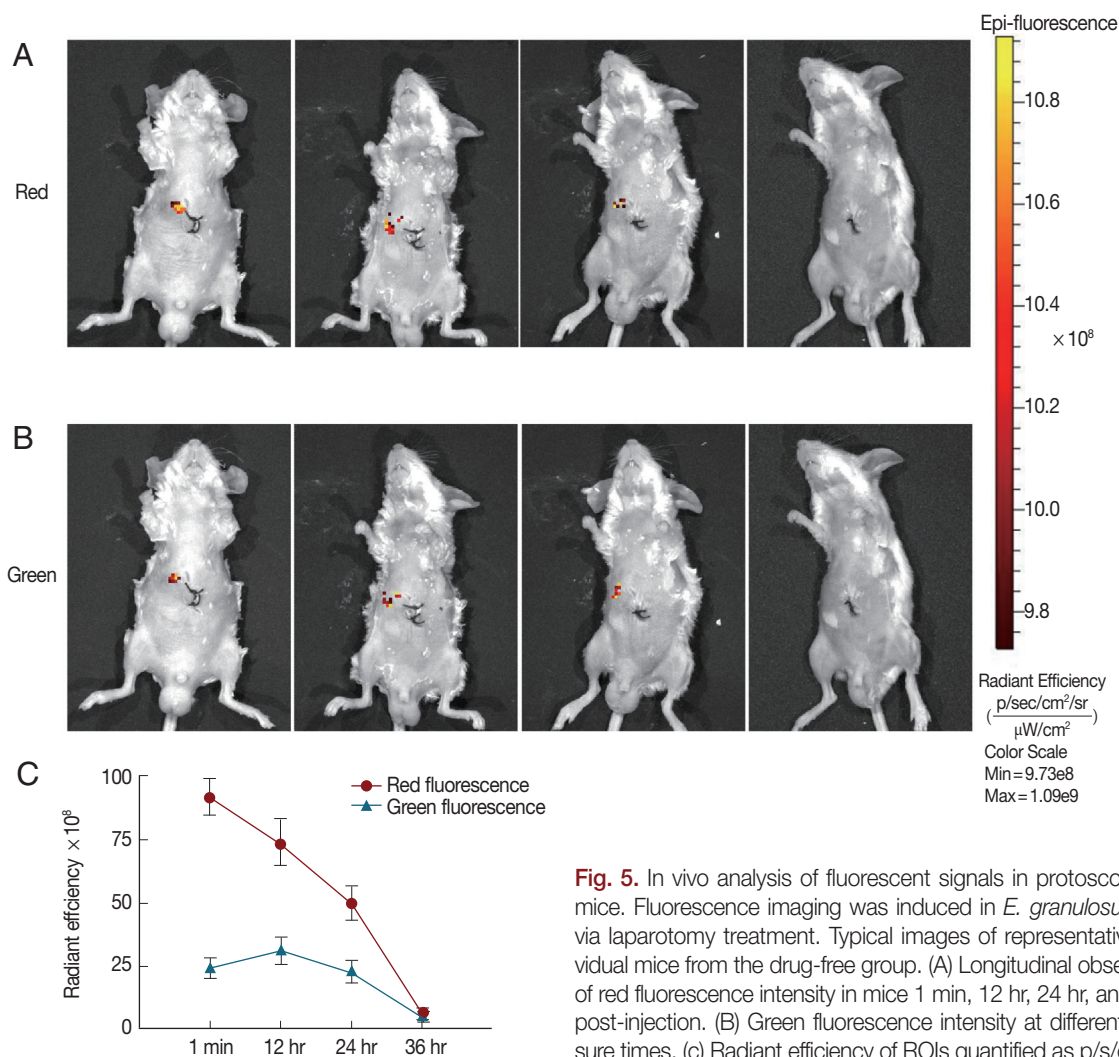 A
Red
Epi-fluorescence
10.8
10.6
10.4
×10⁸
10.2
10.0
9.8
B
Green
Radiant Efficiency
(p/sec/cm²/sr
μW/cm²)
Color Scale
Min=9.73e8
Max=1.09e9
C
Radiant effciency ×10⁸
100
75
50
25
0
1 min 12 hr 24 hr 36 hr
Red fluorescence
Green fluorescence
Fig. 5. In vivo analysis of fluorescent signals in protosco
mice. Fluorescence imaging was induced in E. granulosu
via laparotomy treatment. Typical images of representativ
vidual mice from the drug-free group. (A) Longitudinal obse
of red fluorescence intensity in mice 1 min, 12 hr, 24 hr, an
post-injection. (B) Green fluorescence intensity at different
sure times. (c) Radiant efficiency of ROIs quantified as p/s/c